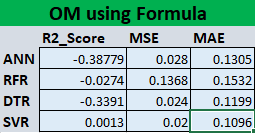 OM using Formula
R2_Score MSE MAE
ANN -0.38779 0.028 0.1305
RFR -0.0274 0.1368 0.1532
DTR -0.3391 0.024 0.1199
SVR 0.0013 0.02 0.1096